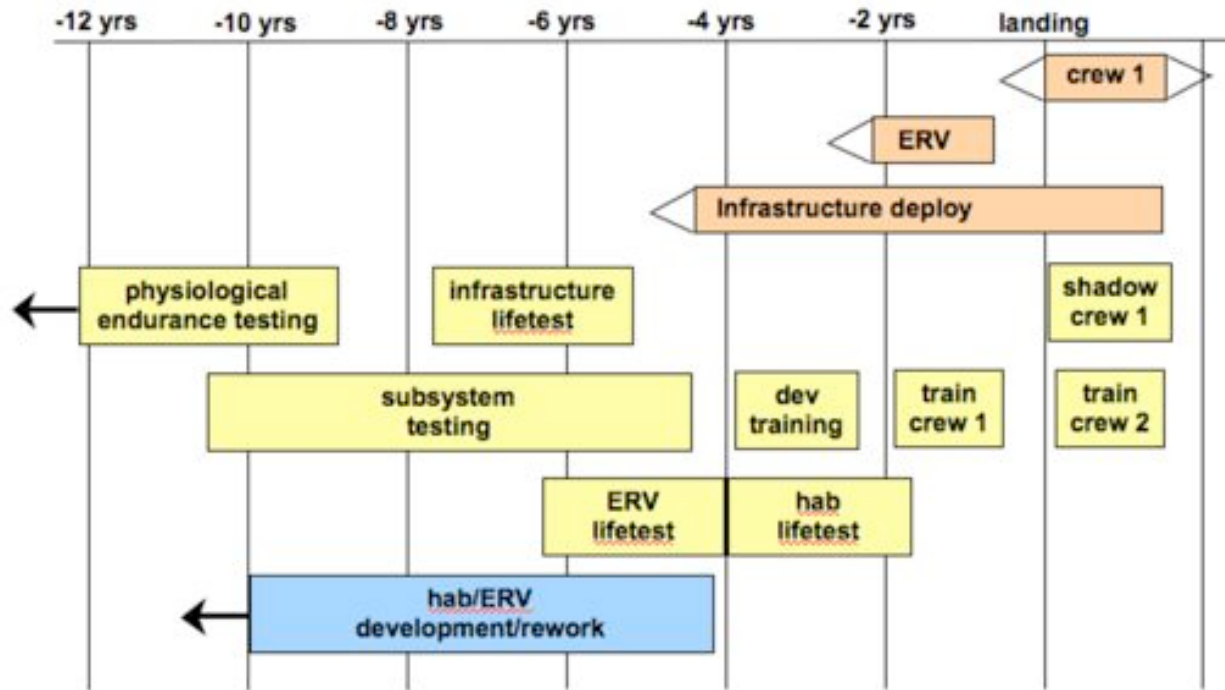 -12 yrs -10 yrs -8 yrs -6 yrs -4 yrs -2 yrs landing
crew 1
ERV
Infrastructure deploy
physiological
endurance testing
infrastructure
lifetest
shadow
crew 1
subsystem
testing
dev
training
train
crew 1
train
crew 2
ERV
lifetest
hab
lifetest
hab/ERV
development/rework